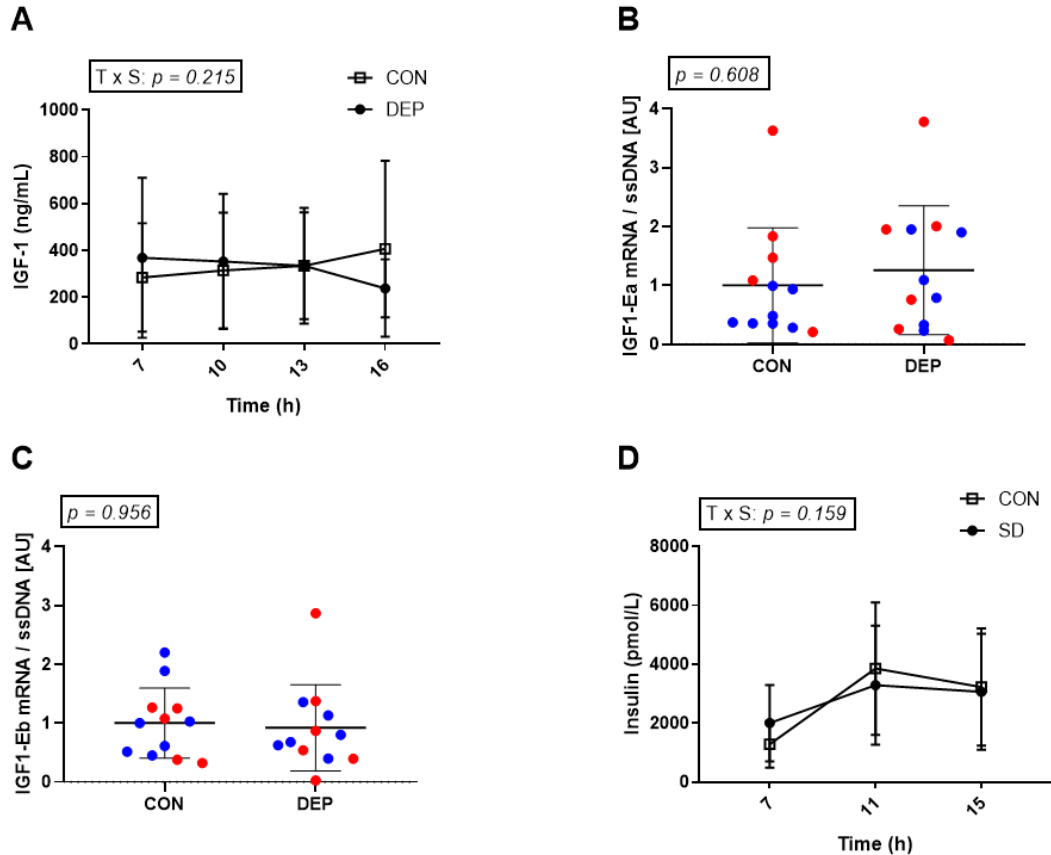 A
T x S: p = 0.215
CON
DEP
1000
800
600
400
200
0
IGF-1 (ng/mL)
7 10 13 16
Time (h)
B
p = 0.608
4
3
2
1
0
IGF1-Ea mRNA / ssDNA [AU]
CON DEP
C
p = 0.956
4
3
2
1
0
IGF1-Eb mRNA / ssDNA [AU]
CON DEP
D
T x S: p = 0.159
CON
SD
8000
6000
4000
2000
0
Insulin (pmol/L)
7 11 15
Time (h)